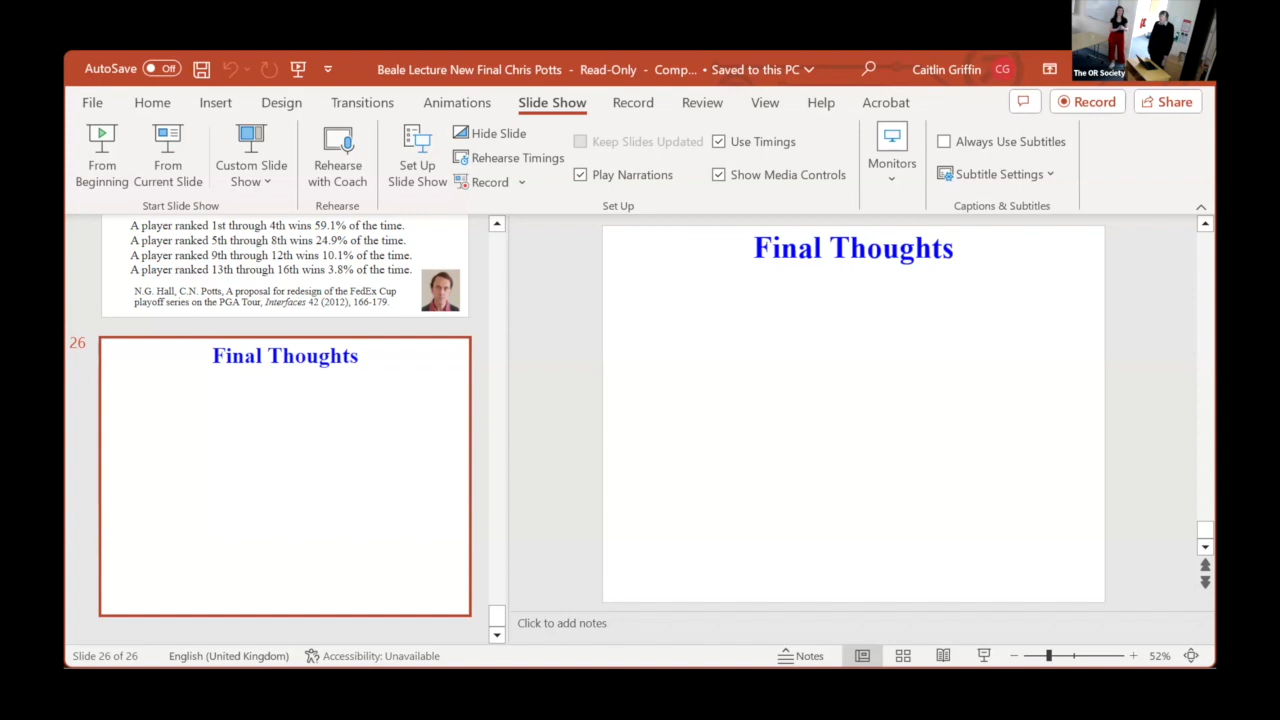 The OR Society
AutoSave Off
Beale Lecture New Final Chris Potts - Read-Only - Comp... • Saved to this PC
Caitlin Griffin CG
File Home Insert Design Transitions Animations Slide Show Record Review View Help Acrobat Record Share
From Beginning
From Current Slide
Custom Slide Show
Start Slide Show
Rehearse with Coach
Rehearse
Set Up Slide Show
Hide Slide
Rehearse Timings
Record
Keep Slides Updated
Play Narrations
Use Timings
Show Media Controls
Set Up
Monitors
Always Use Subtitles
Subtitle Settings
Captions & Subtitles
A player ranked 1st through 4th wins 59.1% of the time.
A player ranked 5th through 8th wins 24.9% of the time.
A player ranked 9th through 12th wins 10.1% of the time.
A player ranked 13th through 16th wins 3.8% of the time.
N.G. Hall, C.N. Potts, A proposal for redesign of the FedEx Cup
playoff series on the PGA Tour, Interfaces 42 (2012), 166-179.
26
Final Thoughts
Final Thoughts
Click to add notes
Slide 26 of 26 English (United Kingdom) Accessibility: Unavailable Notes 52%